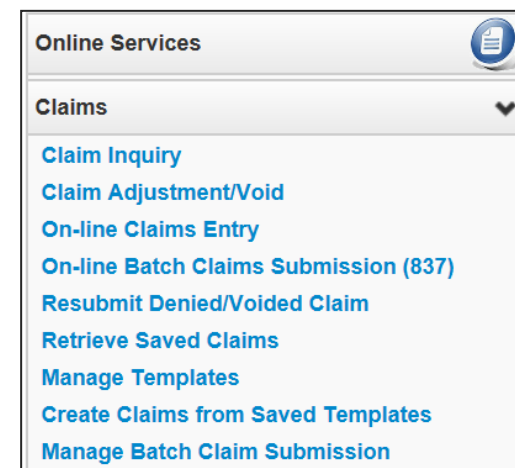 Online Services
Claims
Claim Inquiry
Claim Adjustment/Void
On-line Claims Entry
On-line Batch Claims Submission (837)
Resubmit Denied/Voided Claim
Retrieve Saved Claims
Manage Templates
Create Claims from Saved Templates
Manage Batch Claim Submission